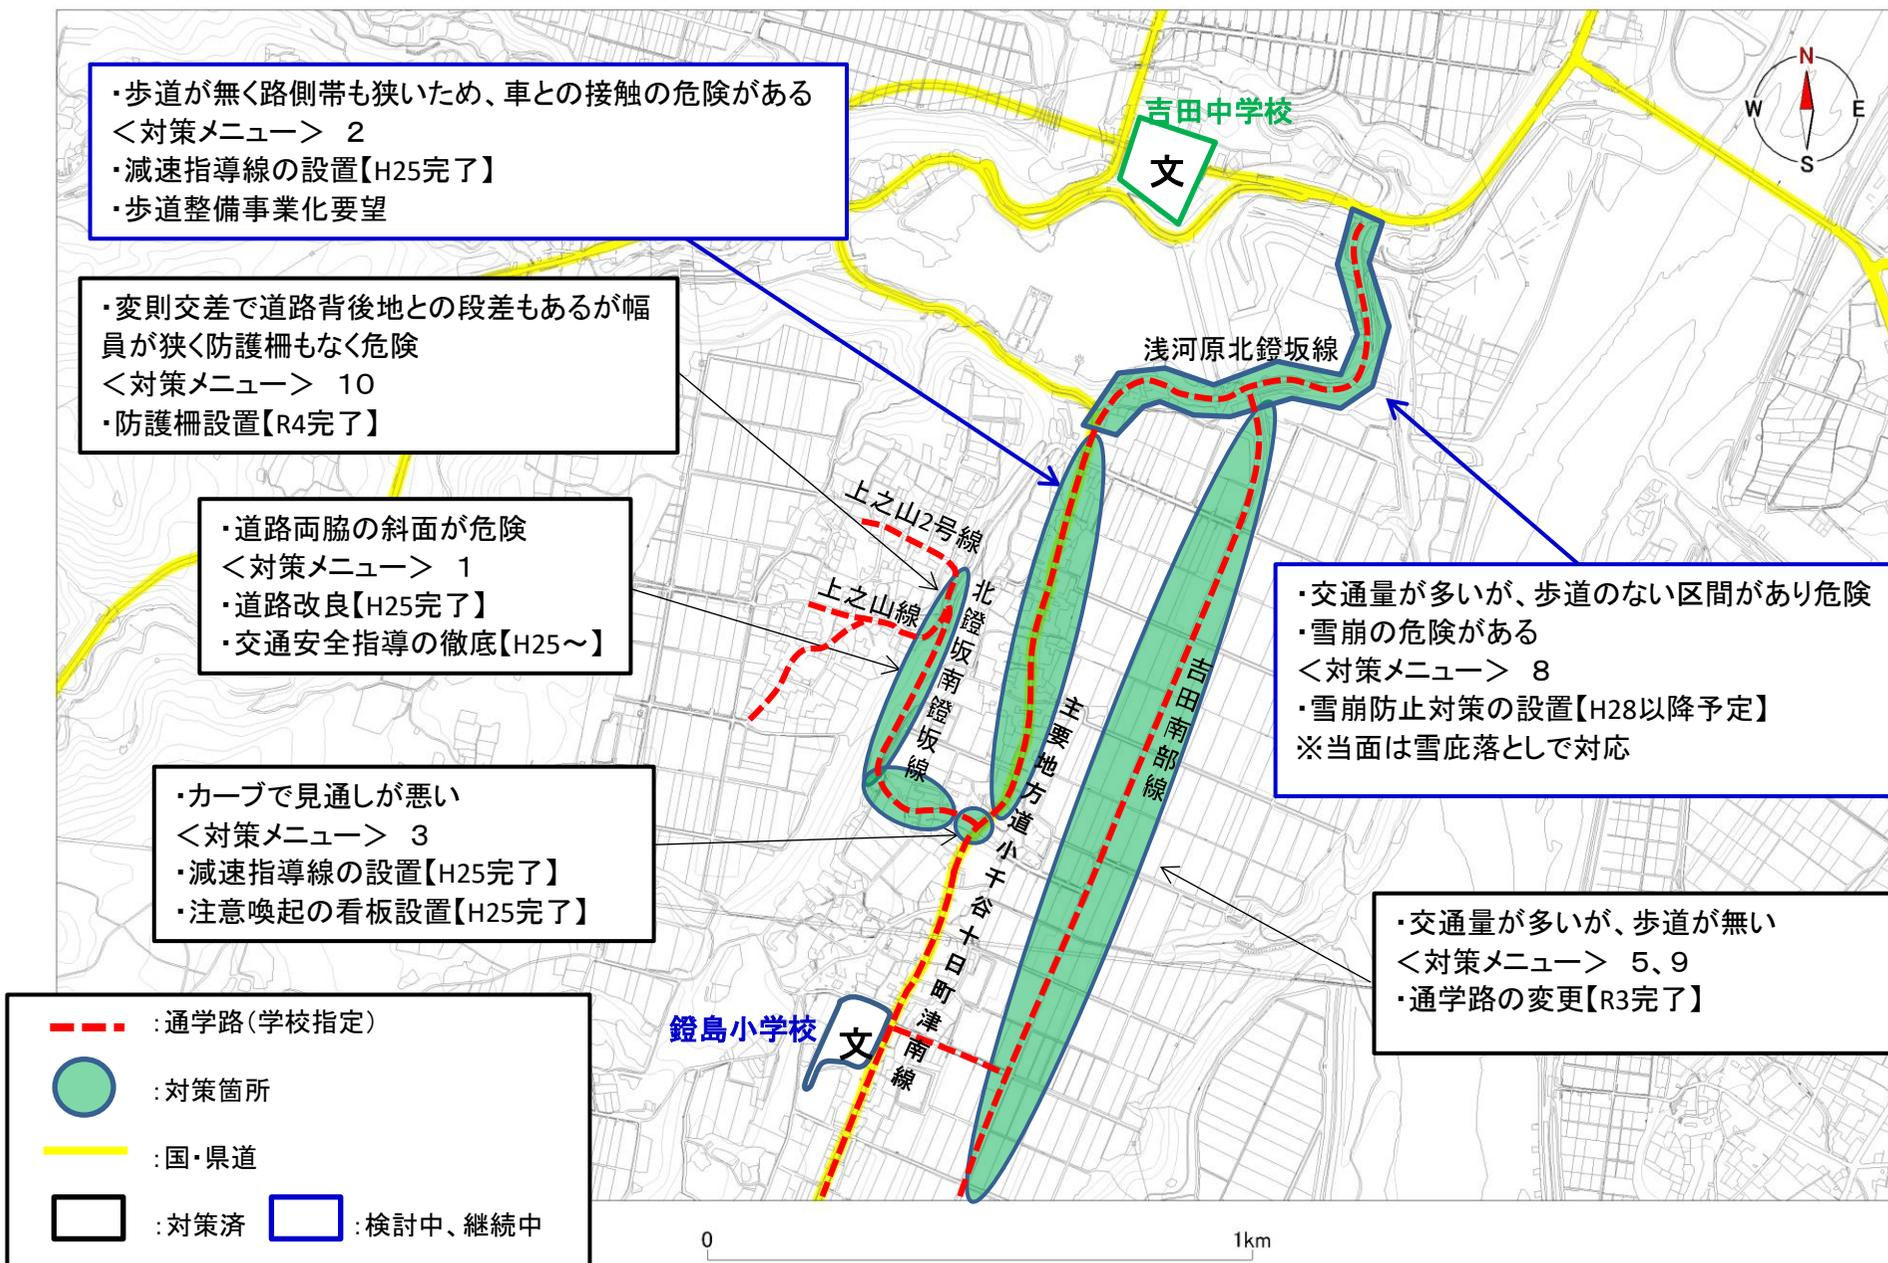 ・歩道が無く路側帯も狭いため、車との接触の危険がある
＜対策メニュー＞ 2
・減速指導線の設置【H25完了】
・歩道整備事業化要望
吉田中学校
文
N
W
E
S
・変則交差で道路背後地との段差もあるが幅
員が狭く防護柵もなく危険
＜対策メニュー＞ 10
・防護柵設置【R4完了】
浅河原北鐙坂線
上之山2号線
上之山線
・道路両脇の斜面が危険
＜対策メニュー＞ 1
・道路改良【H25完了】
・交通安全指導の徹底【H25～】
北鐙坂南鐙坂線
主要地方道小千谷十日町津南線
吉田南部線
・交通量が多いが、歩道のない区間があり危険
・雪崩の危険がある
＜対策メニュー＞ 8
・雪崩防止対策の設置【H28以降予定】
※当面は雪庇落としで対応
・カーブで見通しが悪い
＜対策メニュー＞ 3
・減速指導線の設置【H25完了】
・注意喚起の看板設置【H25完了】
・交通量が多いが、歩道が無い
＜対策メニュー＞ 5、9
・通学路の変更【R3完了】
鐙島小学校
文
：通学路（学校指定）
：対策箇所
：国・県道
：対策済
：検討中、継続中
0
1km